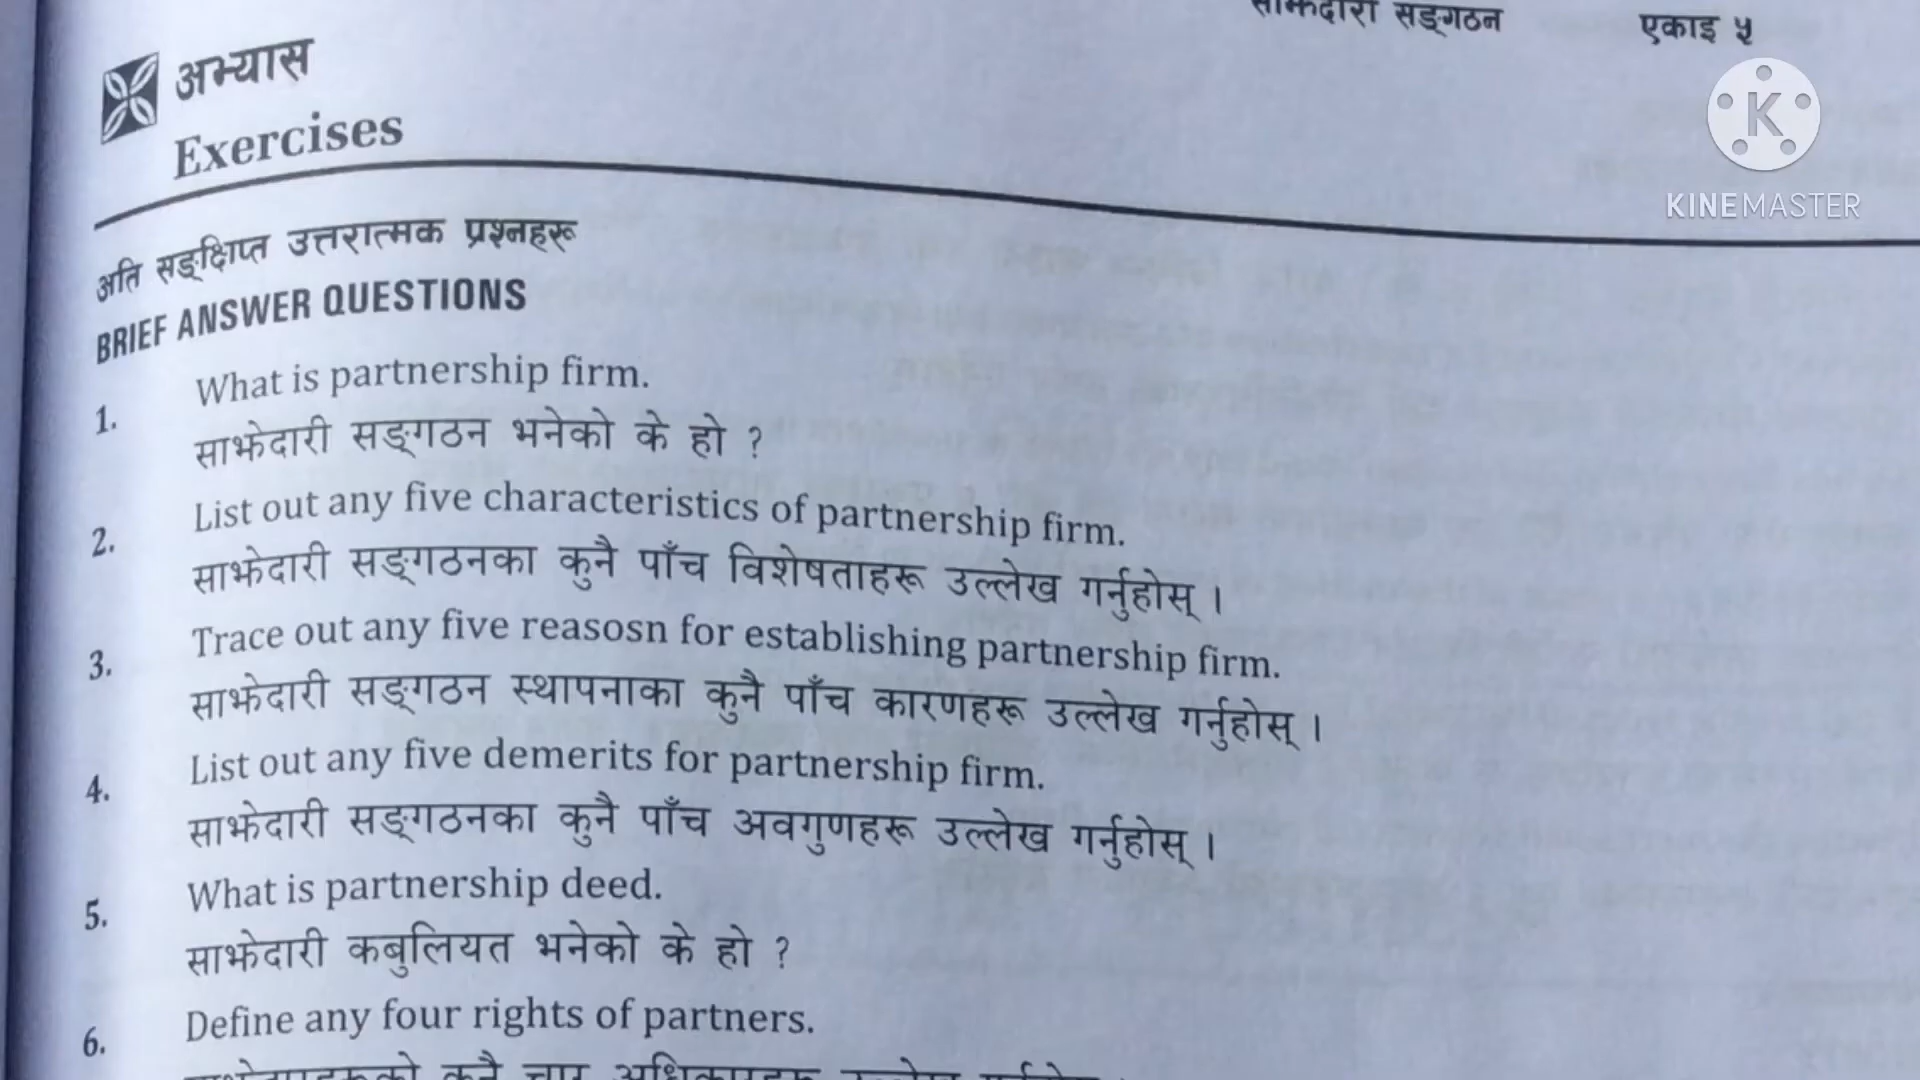 साझेदारी सङ्गठन एकाइ ५
K
KINEMASTER
अभ्यास
Exercises
अति सङ्क्षिप्त उत्तरात्मक प्रश्नहरू
BRIEF ANSWER QUESTIONS
1. What is partnership firm.
साझेदारी सङ्गठन भनेको के हो ?
2. List out any five characteristics of partnership firm.
साझेदारी सङ्गठनका कुनै पाँच विशेषताहरू उल्लेख गर्नुहोस् ।
3. Trace out any five reasosn for establishing partnership firm.
साझेदारी सङ्गठन स्थापनाका कुनै पाँच कारणहरू उल्लेख गर्नुहोस् ।
4. List out any five demerits for partnership firm.
साझेदारी सङ्गठनका कुनै पाँच अवगुणहरू उल्लेख गर्नुहोस् ।
5. What is partnership deed.
साझेदारी कबुलियत भनेको के हो ?
6. Define any four rights of partners.
कुनै चार अधिकारहरू उल्लेख